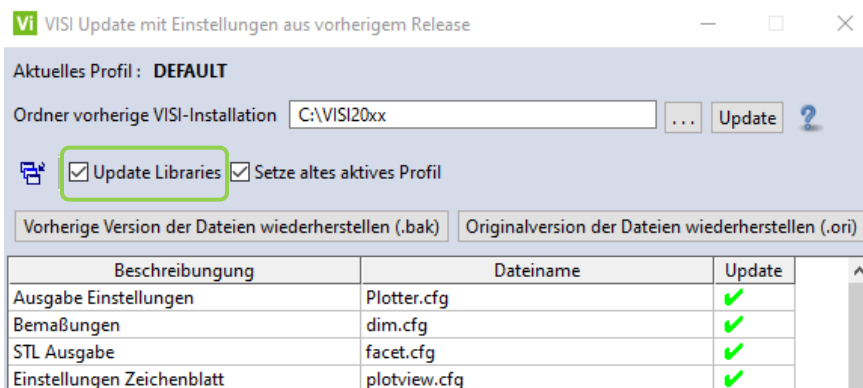 Vi VISI Update mit Einstellungen aus vorherigem Release
Aktuelles Profil : DEFAULT
Ordner vorherige VISI-Installation C:\VISI20xx ... Update ?
Update Libraries Setze altes aktives Profil
Vorherige Version der Dateien wiederherstellen (.bak) Originalversion der Dateien wiederherstellen (.ori)
Beschreibungung Dateiname Update
Ausgabe Einstellungen Plotter.cfg
Bemaßungen dim.cfg
STL Ausgabe facet.cfg
Einstellungen Zeichenblatt plotview.cfg